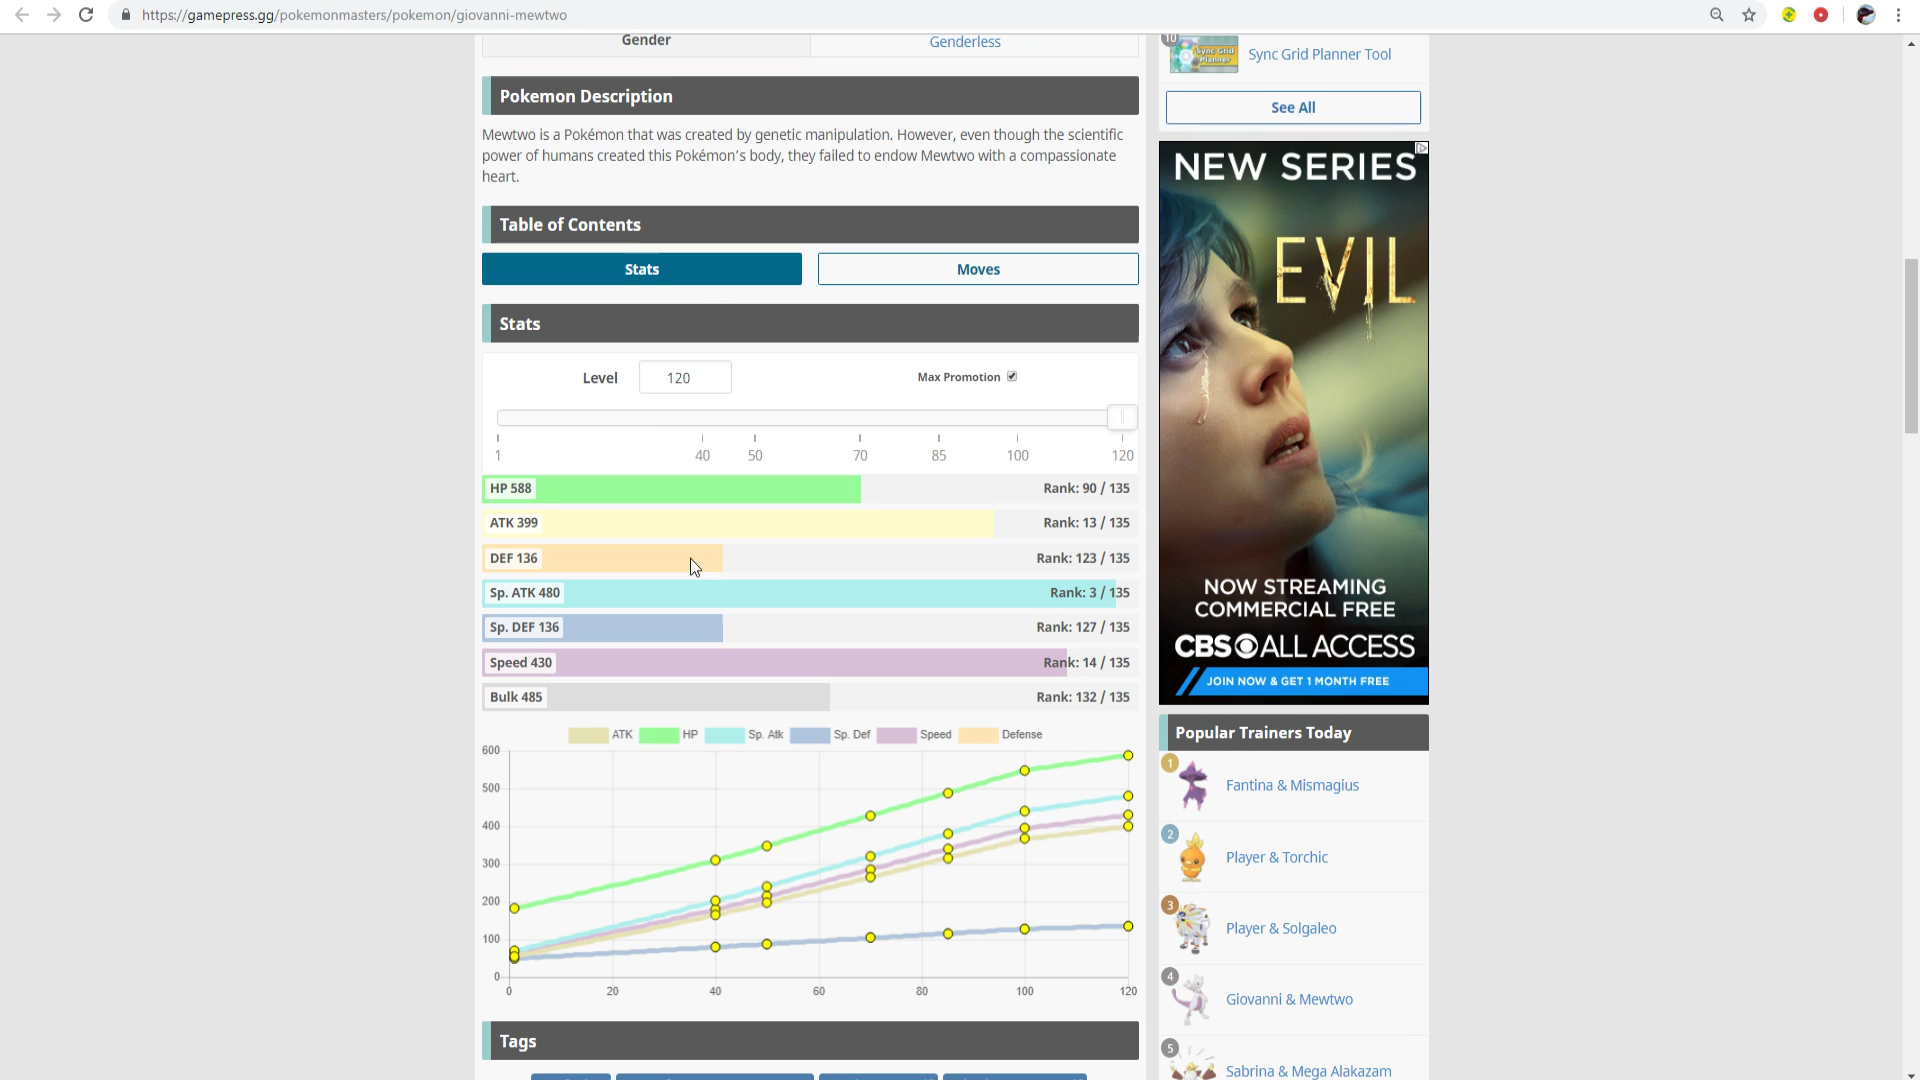 https://gamepress.gg/pokemonmasters/pokemon/giovanni-mewtwo
Gender
Genderless
Pokemon Description
Mewtwo is a Pokémon that was created by genetic manipulation. However, even though the scientific
power of humans created this Pokémon's body, they failed to endow Mewtwo with a compassionate
heart.
Table of Contents
Stats
Moves
Stats
Level
120
Max Promotion
1
40
50
70
85
100
120
HP 588
Rank: 90 / 135
ATK 399
Rank: 13 / 135
DEF 136
Rank: 123 / 135
Sp. ATK 480
Rank: 3 / 135
Sp. DEF 136
Rank: 127 / 135
Speed 430
Rank: 14 / 135
Bulk 485
Rank: 132 / 135
ATK
HP
Sp. Atk
Sp. Def
Speed
Defense
600
500
400
300
200
100
0
0
20
40
60
80
100
120
Tags
10
Sync Grid
Planner
Sync Grid Planner Tool
See All
NEW SERIES
EVIL
NOW STREAMING
COMMERCIAL FREE
CBS ALL ACCESS
JOIN NOW & GET 1 MONTH FREE
Popular Trainers Today
1
Fantina & Mismagius
2
Player & Torchic
3
Player & Solgaleo
4
Giovanni & Mewtwo
5
Sabrina & Mega Alakazam